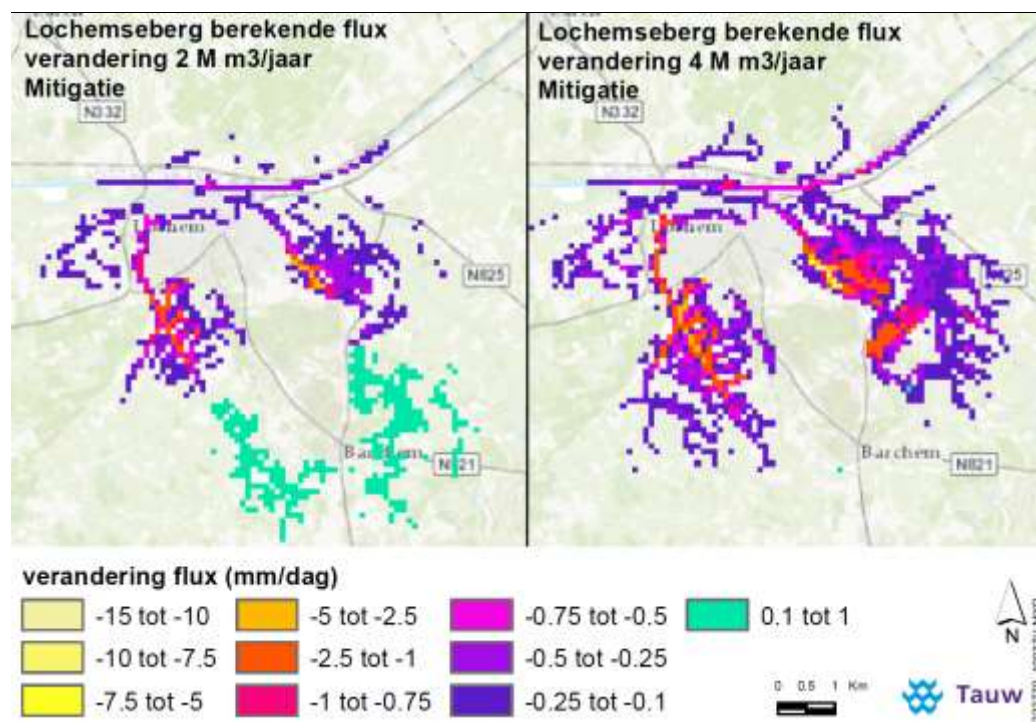 Lochemseberg berekende flux
verandering 2 M m3/jaar
Mitigatie
N332
Lochem
N825
Barchem
N821
Lochemseberg berekende flux
verandering 4 M m3/jaar
Mitigatie
N332
Lochem
N825
Barchem
N821
verandering flux (mm/dag)
-15 tot -10
-10 tot -7.5
-7.5 tot -5
-5 tot -2.5
-2.5 tot -1
-1 tot -0.75
-0.75 tot -0.5
-0.5 tot -0.25
-0.25 tot -0.1
0.1 tot 1
N
0 0.5 1 Km
Tauw